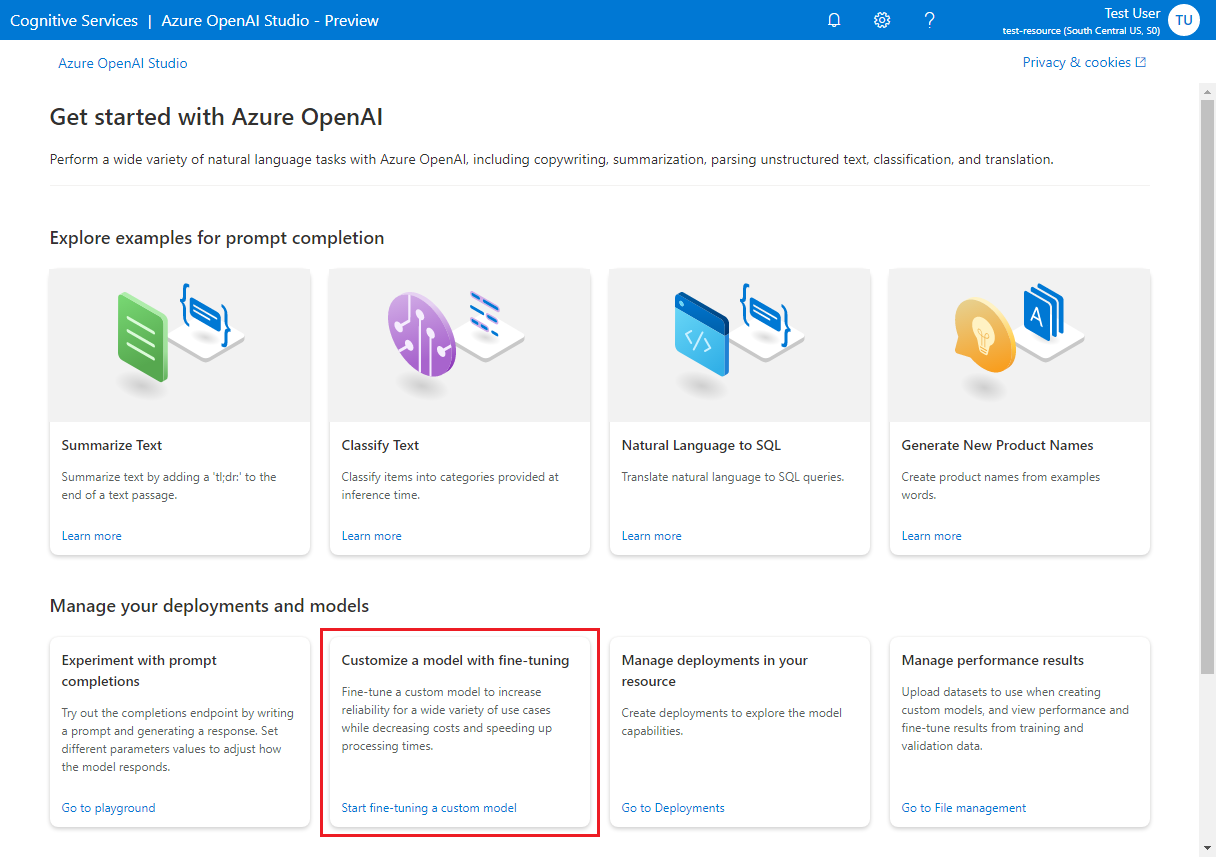 Cognitive Services | Azure OpenAI Studio - Preview
?
Test User
test-resource (South Central US, S0)
TU
Azure OpenAI Studio
Privacy & cookies
Get started with Azure OpenAI
Perform a wide variety of natural language tasks with Azure OpenAI, including copywriting, summarization, parsing unstructured text, classification, and translation.
Explore examples for prompt completion
Summarize Text
Summarize text by adding a 'tl;dr:' to the
end of a text passage.
Learn more
Classify Text
Classify items into categories provided at
inference time.
Learn more
</>
Natural Language to SQL
Translate natural language to SQL queries.
Learn more
A
Generate New Product Names
Create product names from examples
words.
Learn more
Manage your deployments and models
Experiment with prompt
completions
Try out the completions endpoint by writing
a prompt and generating a response. Set
different parameters values to adjust how
the model responds.
Go to playground
Customize a model with fine-tuning
Fine-tune a custom model to increase
reliability for a wide variety of use cases
while decreasing costs and speeding up
processing times.
Start fine-tuning a custom model
Manage deployments in your
resource
Create deployments to explore the model
capabilities.
Go to Deployments
Manage performance results
Upload datasets to use when creating
custom models, and view performance and
fine-tune results from training and
validation data.
Go to File management